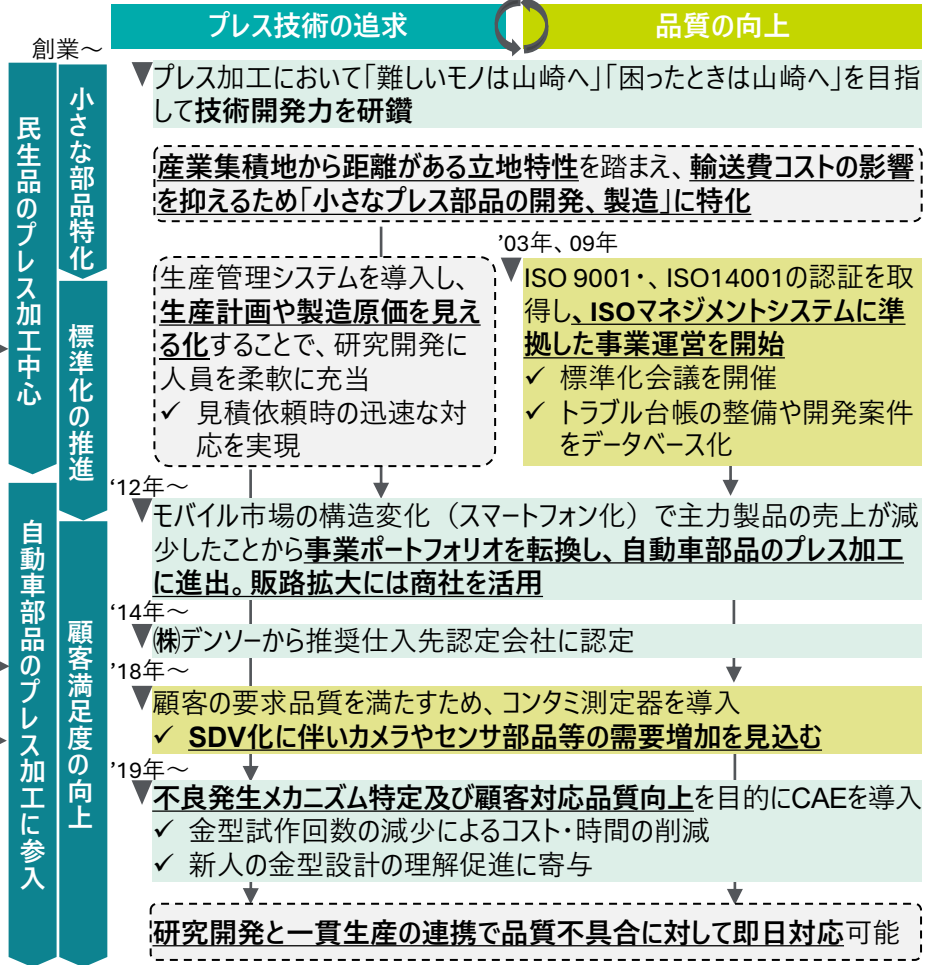 プレス技術の追求
品質の向上
創業～
民生品のプレス加工中心
小さな部品特化
プレス加工において「難しいモノは山崎へ」「困ったときは山崎へ」を目指
して技術開発力を研鑽
産業集積地から距離がある立地特性を踏まえ、輸送費コストの影響
を抑えるため「小さなプレス部品の開発、製造」に特化
標準化の推進
生産管理システムを導入し、
生産計画や製造原価を見え
る化することで、研究開発に
人員を柔軟に充当
✓ 見積依頼時の迅速な対
応を実現
’03年、09年
ISO 9001・、ISO14001の認証を取
得し、ISOマネジメントシステムに準
拠した事業運営を開始
✓ 標準化会議を開催
✓ トラブル台帳の整備や開発案件
をデータベース化
自動車部品のプレス加工に参入
顧客満足度の向上
‘12年～
モバイル市場の構造変化（スマートフォン化）で主力製品の売上が減
少したことから事業ポートフォリオを転換し、自動車部品のプレス加工
に進出。販路拡大には商社を活用
’14年～
㈱デンソーから推奨仕入先認定会社に認定
’18年～
顧客の要求品質を満たすため、コンタミ測定器を導入
✓ SDV化に伴いカメラやセンサ部品等の需要増加を見込む
’19年～
不良発生メカニズム特定及び顧客対応品質向上を目的にCAEを導入
✓ 金型試作回数の減少によるコスト・時間の削減
✓ 新人の金型設計の理解促進に寄与
研究開発と一貫生産の連携で品質不具合に対して即日対応可能